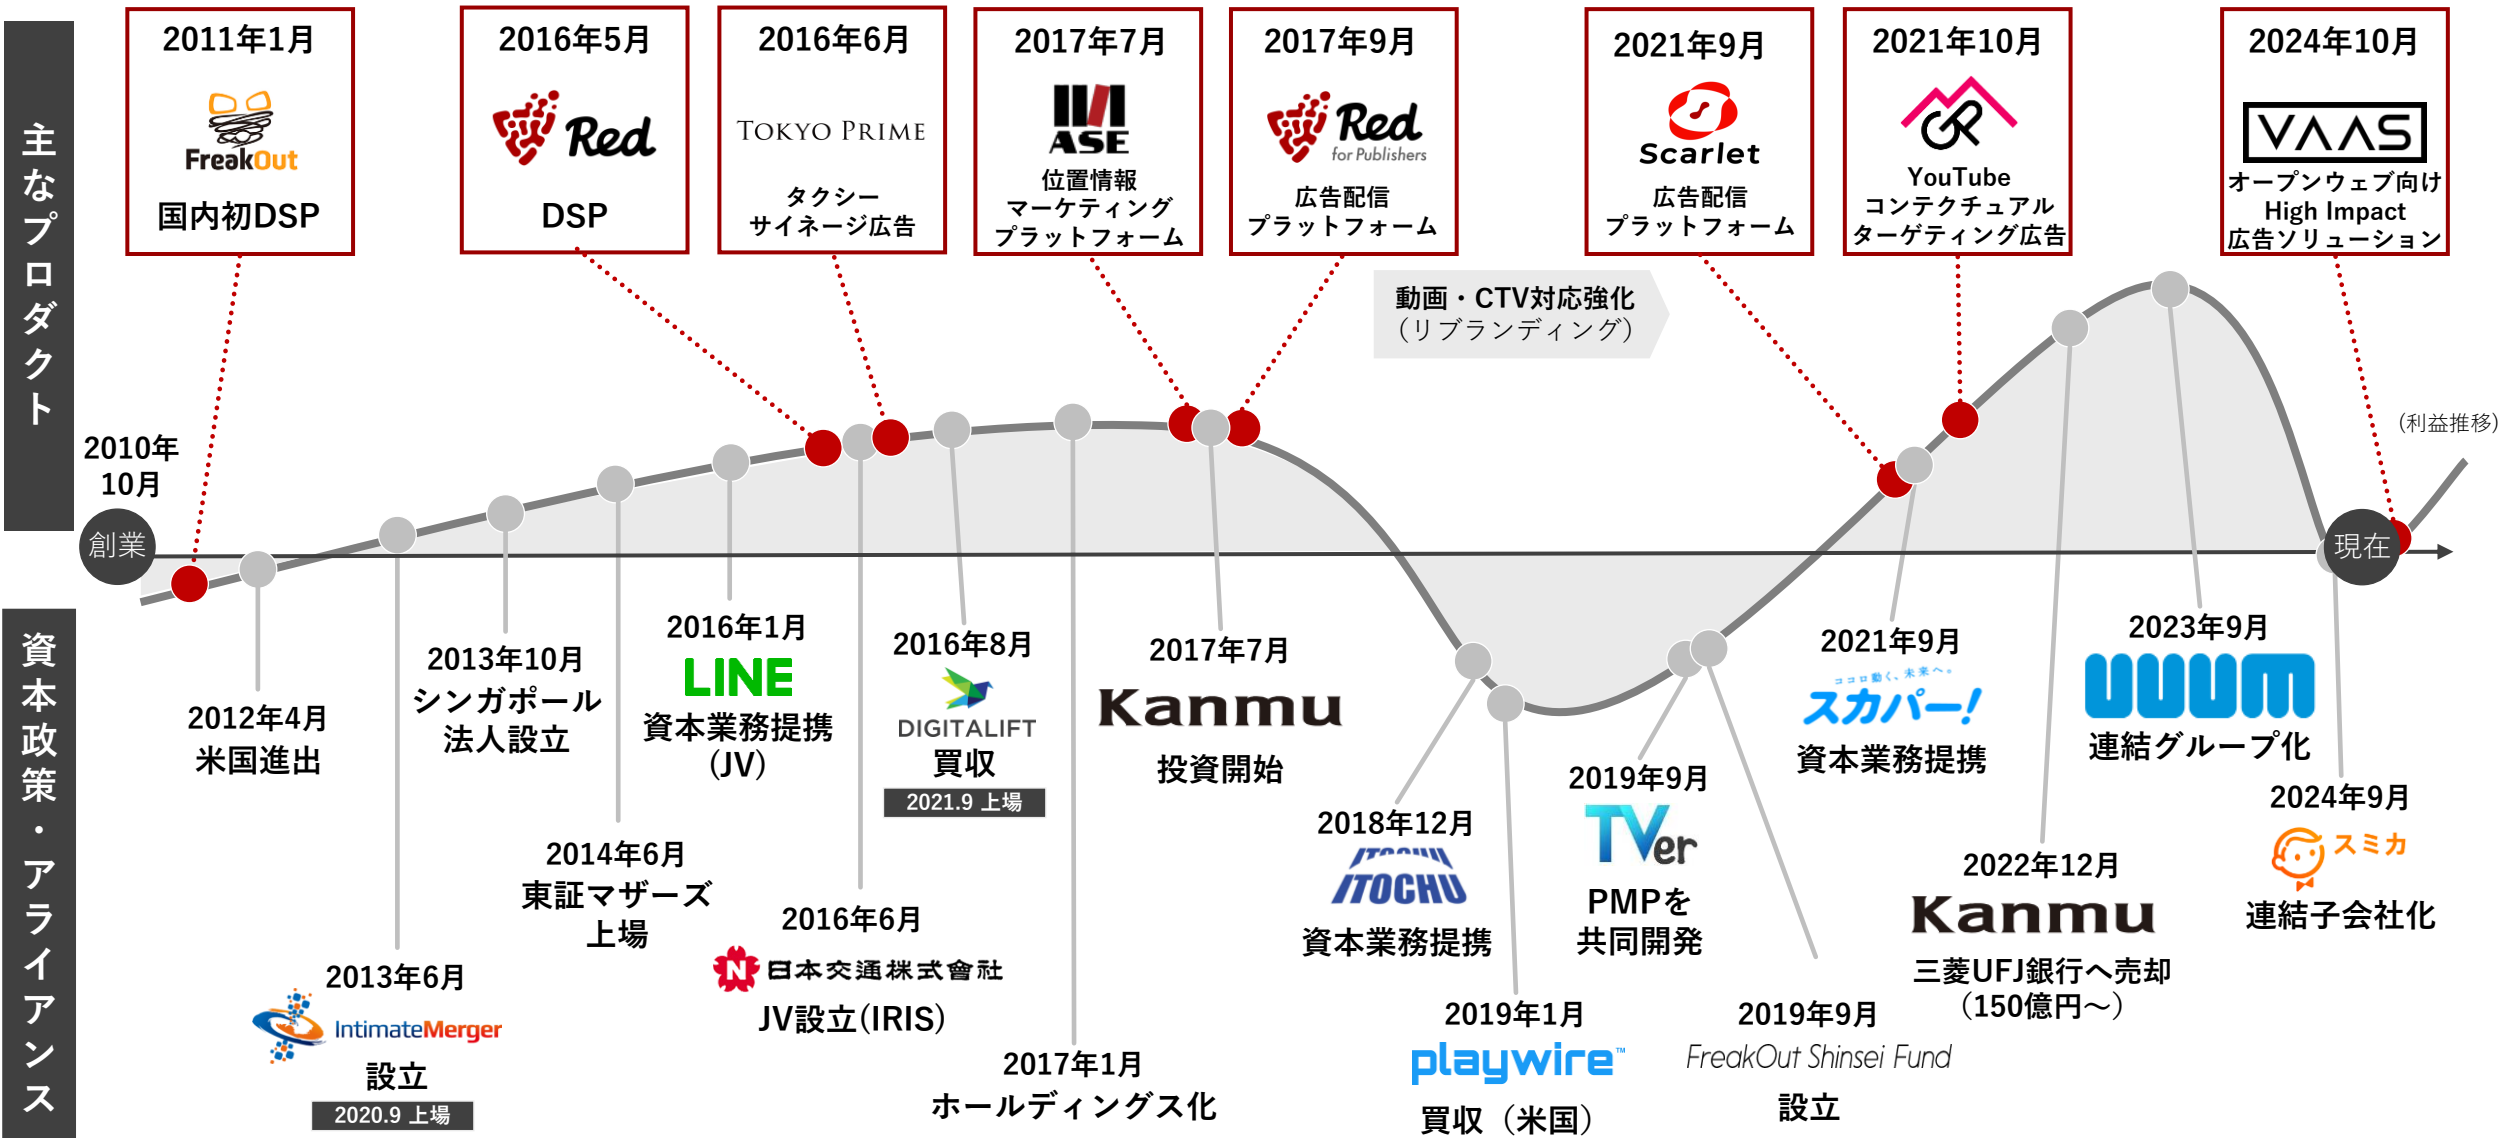 主なプロダクト
2011年1月
FreakOut
国内初DSP
2016年5月
Red
DSP
2016年6月
TOKYO PRIME
タクシー
サイネージ広告
2017年7月
ASE
位置情報
マーケティング
プラットフォーム
2017年9月
Red
for Publishers
広告配信
プラットフォーム
2021年9月
Scarlet
広告配信
プラットフォーム
2021年10月
GR
YouTube
コンテクチュアル
ターゲティング広告
2024年10月
VAAS
オープンウェブ向け
High Impact
広告ソリューション
動画・CTV対応強化
（リブランディング）
(利益推移)
2010年
10月
創業
現在
資本政策・アライアンス
2012年4月
米国進出
2013年6月
IntimateMerger
設立
2020.9 上場
2013年10月
シンガポール
法人設立
2014年6月
東証マザーズ
上場
2016年1月
LINE
資本業務提携
(JV)
2016年6月
N 日本交通株式會社
JV設立(IRIS)
2016年8月
DIGITALIFT
買収
2021.9 上場
2017年1月
ホールディングス化
2017年7月
Kanmu
投資開始
2018年12月
ITOCHU
ITOCHU
資本業務提携
2019年1月
playwire™
買収（米国）
2019年9月
TVer
PMPを
共同開発
2019年9月
FreakOut Shinsei Fund
設立
2021年9月
ココロ動く、未来へ。
スカパー!
資本業務提携
2022年12月
Kanmu
三菱UFJ銀行へ売却
（150億円～）
2023年9月
UUUM
連結グループ化
2024年9月
スミカ
連結子会社化